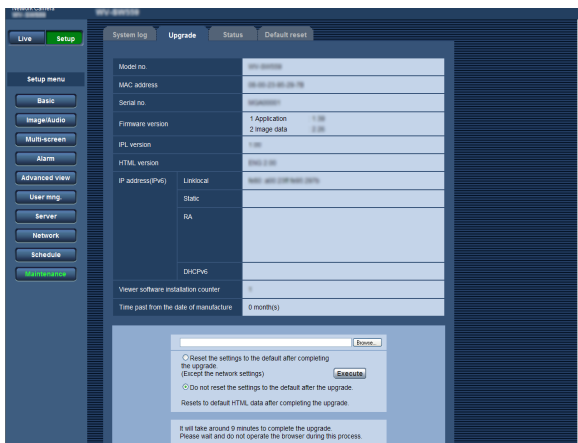 Network Camera
Live
Setup
Setup menu
Basic
Image/Audio
Multi-screen
Alarm
Advanced view
User mng.
Server
Network
Schedule
Maintenance
System log
Upgrade
Status
Default reset
Model no.
MAC address
Serial no.
Firmware version
1 Application
2 Image data
IPL version
HTML version
IP address(IPv6)
Linklocal
Static
RA
DHCPv6
Viewer software installation counter
Time past from the date of manufacture
0 month(s)
Browse...
Reset the settings to the default after completing
the upgrade.
(Except the network settings)
Execute
Do not reset the settings to the default after the upgrade.
Resets to default HTML data after completing the upgrade.
It will take around 9 minutes to complete the upgrade.
Please wait and do not operate the browser during this process.